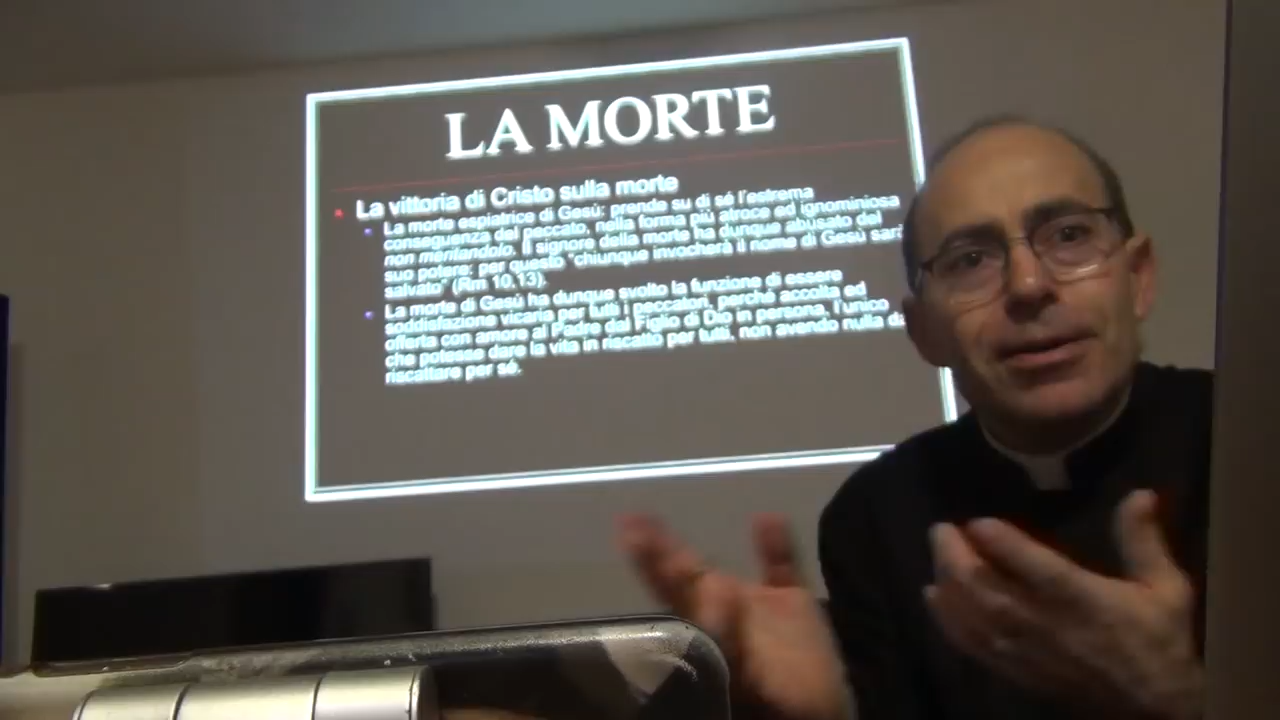 LA MORTE
La vittoria di Cristo sulla morte
La morte espiatrice di Gesù: prende su di sé l'estrema
conseguenza del peccato, nella forma più atroce ed ignominiosa
non meritandolo. Il signore della morte ha dunque abusato del
suo potere: per questo "chiunque invocherà il nome di Gesù sarà
salvato" (Rm 10,13).
La morte di Gesù ha dunque svolto la funzione di essere
soddisfazione vicaria per tutti i peccatori, perché accolta ed
offerta con amore al Padre dal Figlio di Dio in persona, l'unico
che potesse dare la vita in riscatto per tutti, non avendo nulla da
riscattare per sé.